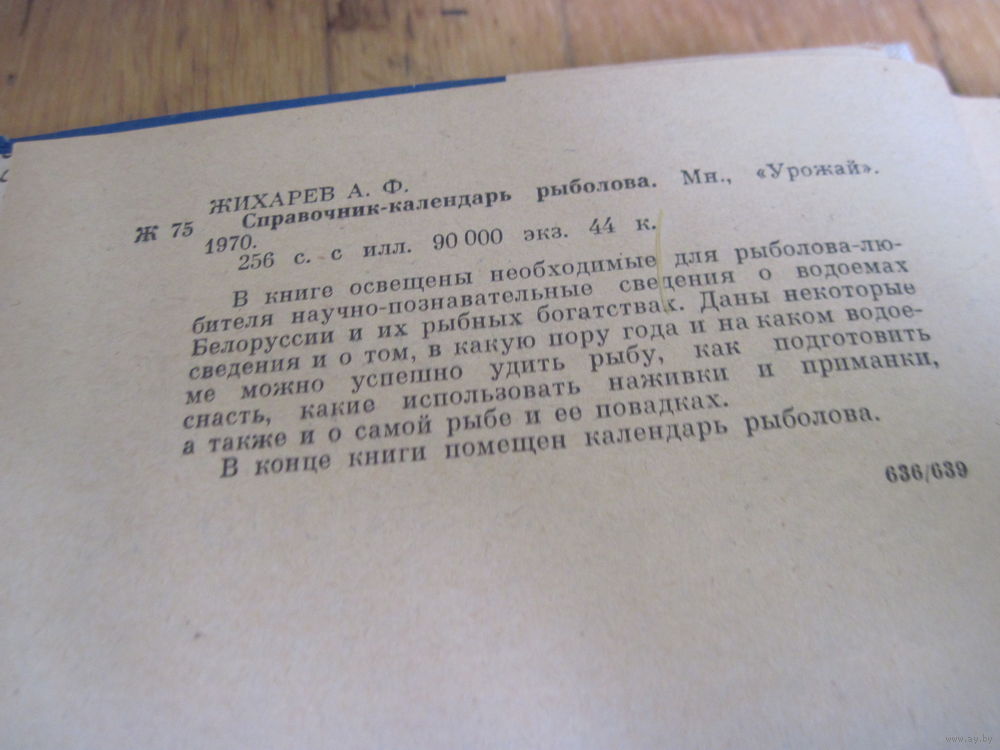 ЖИХАРЕВ А. Ф.
Ж 75 Справочник-календарь рыболова. Мн., «Урожай».
1970.
256 с. с илл. 90 000 экз. 44 к.
В книге освещены необходимые для рыболова-лю-
бителя научно-познавательные сведения о водоемах
Белоруссии и их рыбных богатствах. Даны некоторые
сведения и о том, в какую пору года и на каком водое-
ме можно успешно удить рыбу, как подготовить
снасть, какие использовать наживки и приманки,
а также и о самой рыбе и ее повадках.
В конце книги помещен календарь рыболова.
636/639
www.ay.by